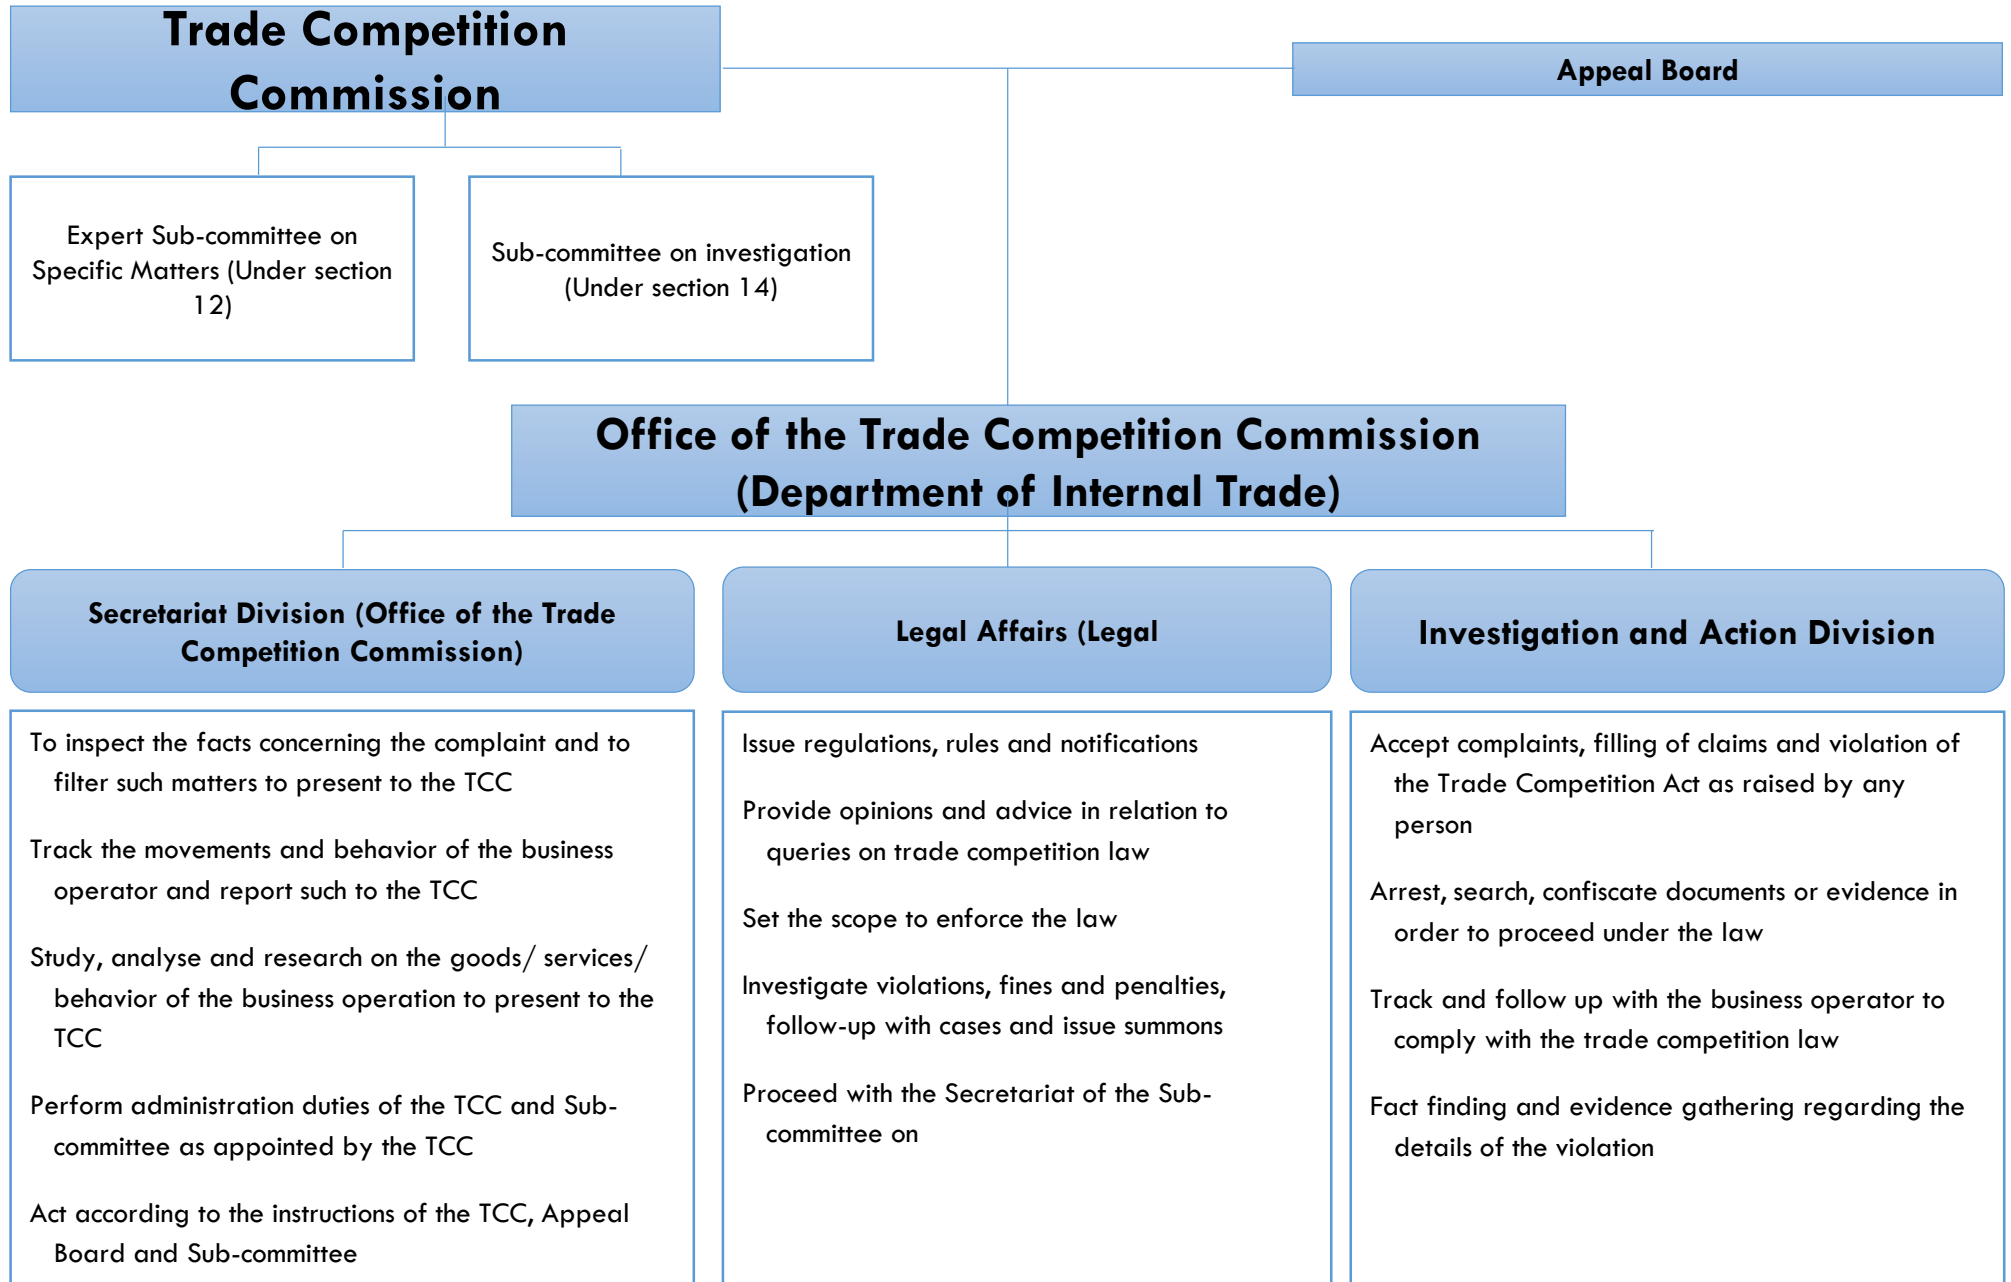 Trade Competition
Commission
Appeal Board
Expert Sub-committee on
Specific Matters (Under section
12)
Sub-committee on investigation
(Under section 14)
Office of the Trade Competition Commission
(Department of Internal Trade)
Secretariat Division (Office of the Trade
Competition Commission)
Legal Affairs (Legal
Investigation and Action Division
To inspect the facts concerning the complaint and to
filter such matters to present to the TCC
Track the movements and behavior of the business
operator and report such to the TCC
Study, analyse and research on the goods/ services/
behavior of the business operation to present to the
TCC
Perform administration duties of the TCC and Sub-
committee as appointed by the TCC
Act according to the instructions of the TCC, Appeal
Board and Sub-committee
Issue regulations, rules and notifications
Provide opinions and advice in relation to
queries on trade competition law
Set the scope to enforce the law
Investigate violations, fines and penalties,
follow-up with cases and issue summons
Proceed with the Secretariat of the Sub-
committee on
Accept complaints, filling of claims and violation of
the Trade Competition Act as raised by any
person
Arrest, search, confiscate documents or evidence in
order to proceed under the law
Track and follow up with the business operator to
comply with the trade competition law
Fact finding and evidence gathering regarding the
details of the violation